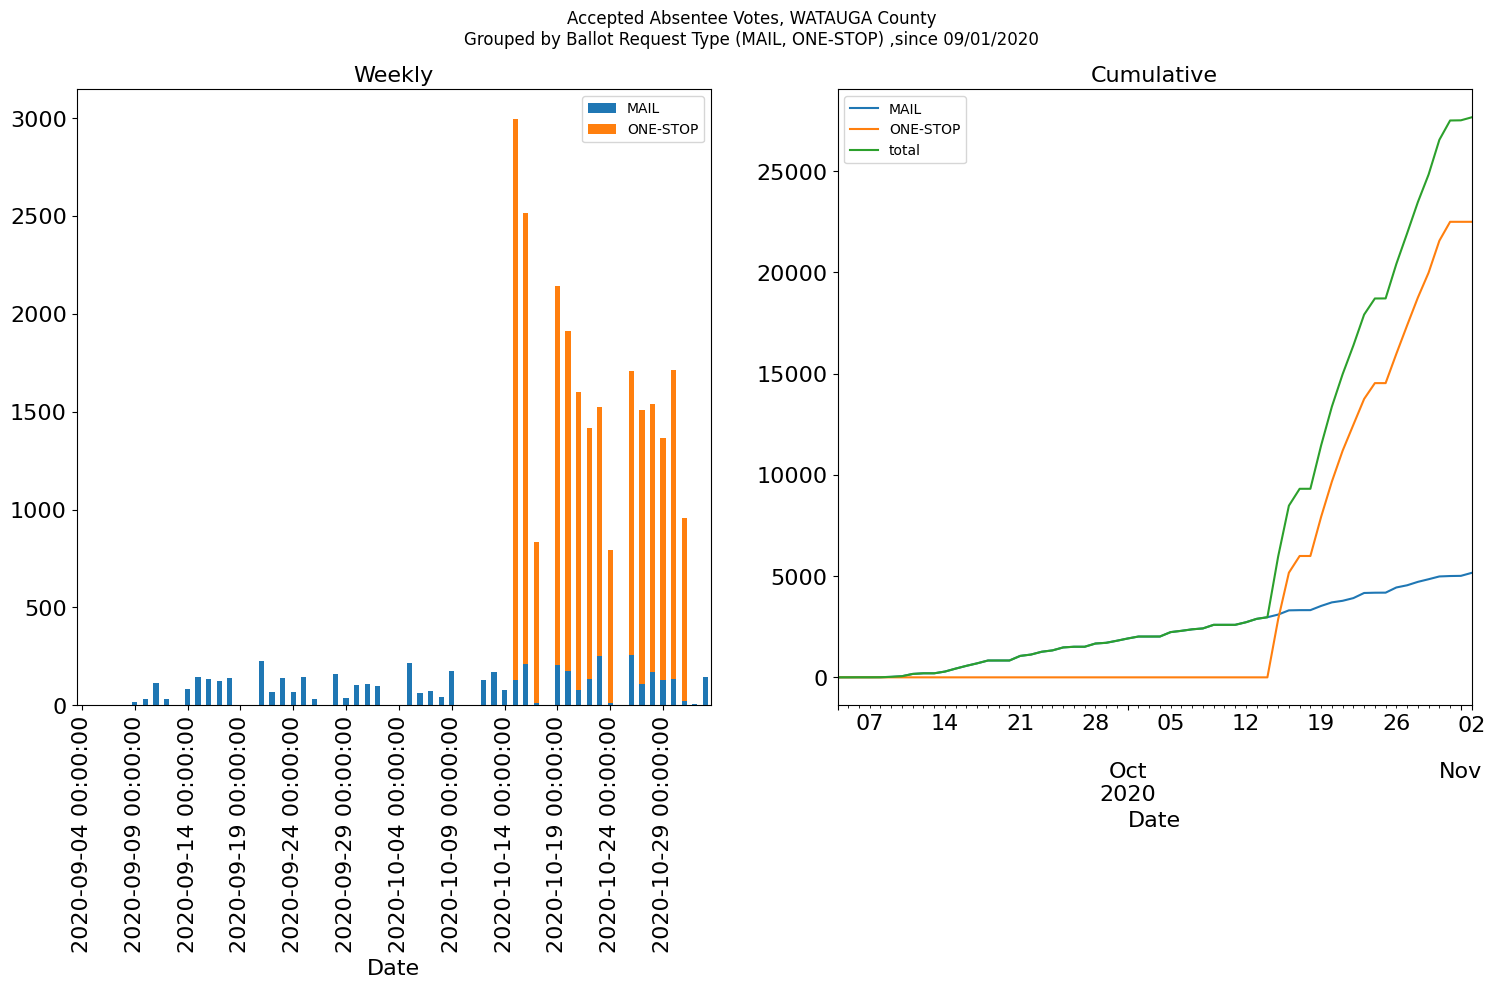 Accepted Absentee Votes, WATAUGA County
Grouped by Ballot Request Type (MAIL, ONE-STOP) ,since 09/01/2020
Weekly
MAIL
ONE-STOP
3000
2500
2000
1500
1000
500
0
2020-09-04 00:00:00
2020-09-09 00:00:00
2020-09-14 00:00:00
2020-09-19 00:00:00
2020-09-24 00:00:00
2020-09-29 00:00:00
2020-10-04 00:00:00
2020-10-09 00:00:00
2020-10-14 00:00:00
2020-10-19 00:00:00
2020-10-24 00:00:00
2020-10-29 00:00:00
Date
Cumulative
MAIL
ONE-STOP
total
25000
20000
15000
10000
5000
0
07 14 21 28 05 12 19 26 02
Oct Nov
2020
Date